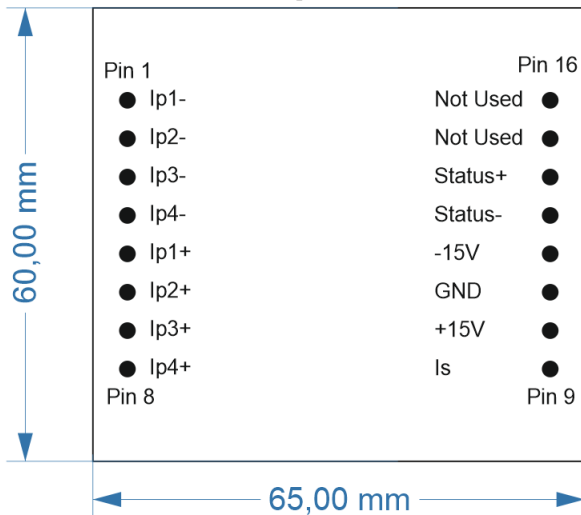 Pin 1
Ip1-
Ip2-
Ip3-
Ip4-
Ip1+
Ip2+
Ip3+
Ip4+
Pin 8
Pin 16
Not Used
Not Used
Status+
Status-
-15V
GND
+15V
Is
Pin 9
60,00 mm
65,00 mm